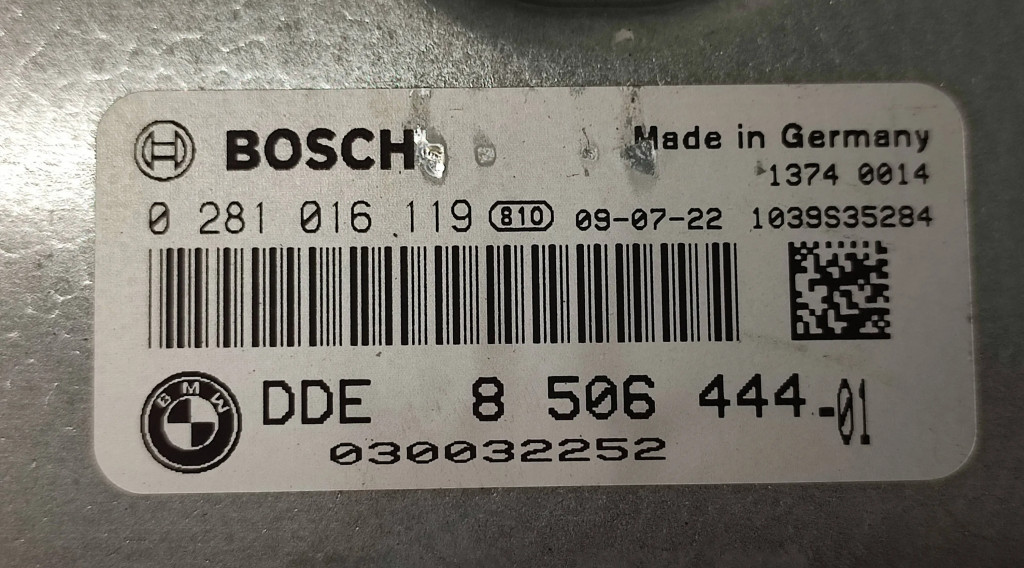 BOSCH Made in Germany
1374 0014
0 281 016 119 810 09-07-22 1039S35284
BMW DDE 8 506 444-01
030032252